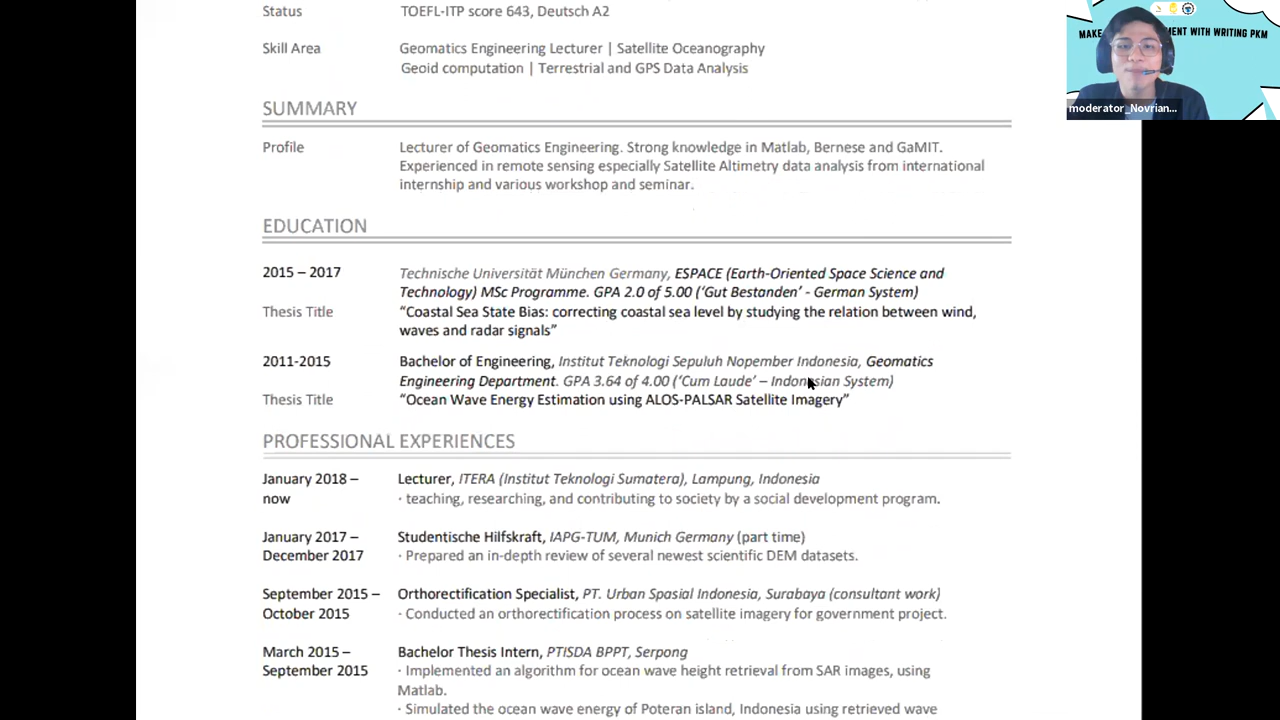 Status TOEFL-ITP score 643, Deutsch A2
Skill Area Geomatics Engineering Lecturer | Satellite Oceanography
Geoid computation | Terrestrial and GPS Data Analysis
SUMMARY
Profile Lecturer of Geomatics Engineering. Strong knowledge in Matlab, Bernese and GaMIT.
Experienced in remote sensing especially Satellite Altimetry data analysis from international
internship and various workshop and seminar.
EDUCATION
2015 – 2017 Technische Universität München Germany, ESPACE (Earth-Oriented Space Science and
Technology) MSc Programme. GPA 2.0 of 5.00 (‘Gut Bestanden’ - German System)
Thesis Title “Coastal Sea State Bias: correcting coastal sea level by studying the relation between wind,
waves and radar signals”
2011-2015 Bachelor of Engineering, Institut Teknologi Sepuluh Nopember Indonesia, Geomatics
Engineering Department. GPA 3.64 of 4.00 (‘Cum Laude’ – Indonesian System)
Thesis Title “Ocean Wave Energy Estimation using ALOS-PALSAR Satellite Imagery”
PROFESSIONAL EXPERIENCES
January 2018 – Lecturer, ITERA (Institut Teknologi Sumatera), Lampung, Indonesia
now · teaching, researching, and contributing to society by a social development program.
January 2017 – Studentische Hilfskraft, IAPG-TUM, Munich Germany (part time)
December 2017 · Prepared an in-depth review of several newest scientific DEM datasets.
September 2015 – Orthorectification Specialist, PT. Urban Spasial Indonesia, Surabaya (consultant work)
October 2015 · Conducted an orthorectification process on satellite imagery for government project.
March 2015 – Bachelor Thesis Intern, PTISDA BPPT, Serpong
September 2015 · Implemented an algorithm for ocean wave height retrieval from SAR images, using
Matlab.
· Simulated the ocean wave energy of Poteran island, Indonesia using retrieved wave
MAKE MENT WITH WRITING PKM
moderator_Novrian...